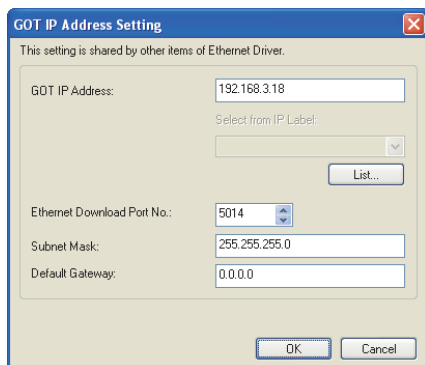 GOT IP Address Setting
This setting is shared by other items of Ethernet Driver.
GOT IP Address: 192.168.3.18
Select from IP Label:
List...
Ethernet Download Port No.: 5014
Subnet Mask: 255.255.255.0
Default Gateway: 0.0.0.0
OK Cancel